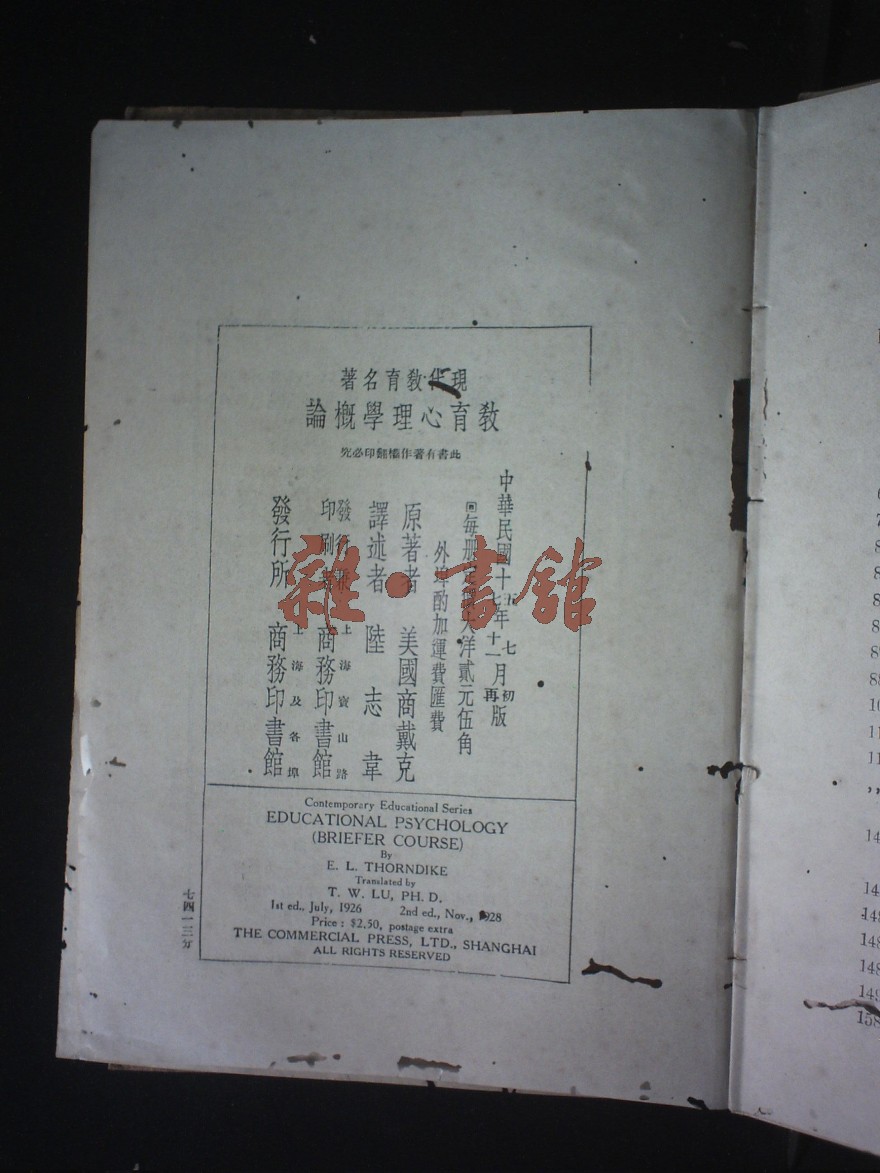 現代教育名著
教育心理學概論
此書有著作權翻印必究
中華民國十五年七月初版
十七年十一月再版
每册定價大洋貳元伍角
外埠酌加運費匯費
原著者 美國商戴克
譯述者 陸志韋
發行兼印刷者 上海寶山路 商務印書館
發行所 上海及各埠 商務印書館
Contemporary Educational Series
EDUCATIONAL PSYCHOLOGY
(BRIEFER COURSE)
By
E. L. THORNDIKE
Translated by
T. W. LU, PH. D.
1st ed., July, 1926 2nd ed., Nov., 1928
Price : $2.50, postage extra
THE COMMERCIAL PRESS, LTD., SHANGHAI
ALL RIGHTS RESERVED
七四一三分
雜·書館